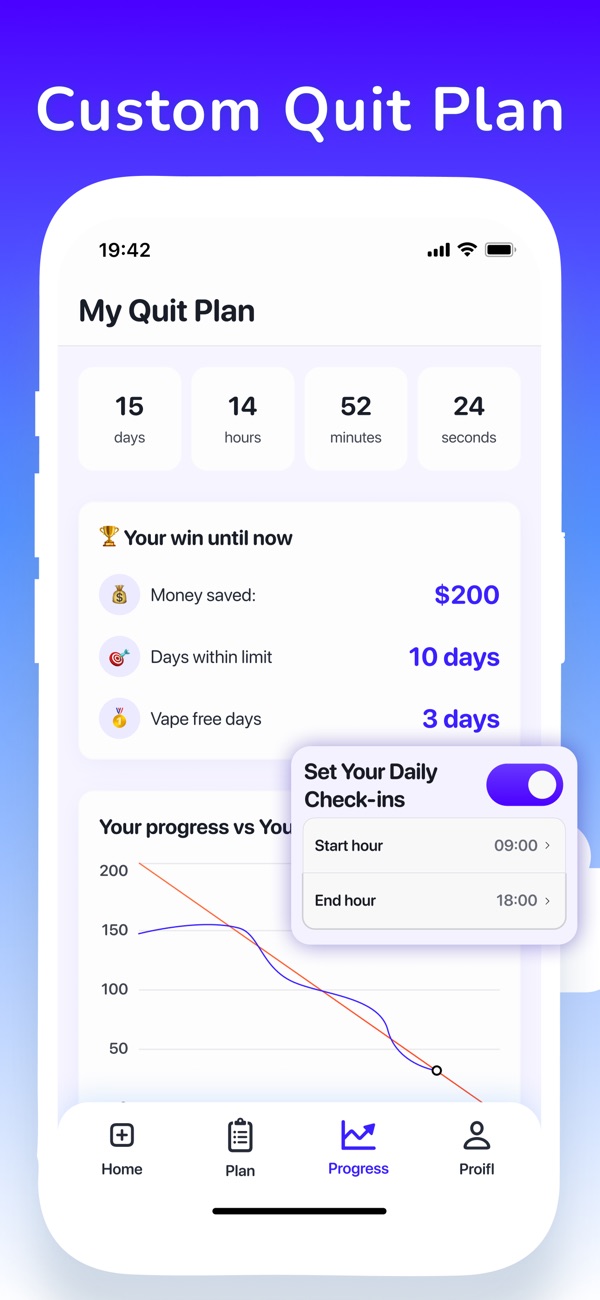 Custom Quit Plan
19:42
My Quit Plan
15 14 52 24
days hours minutes seconds
🏆 Your win until now
Money saved: $200
Days within limit 10 days
Vape free days 3 days
Set Your Daily
Check-ins
Start hour 09:00 >
End hour 18:00 >
Your progress vs You
200
150
100
50
Home Plan Progress Proifl